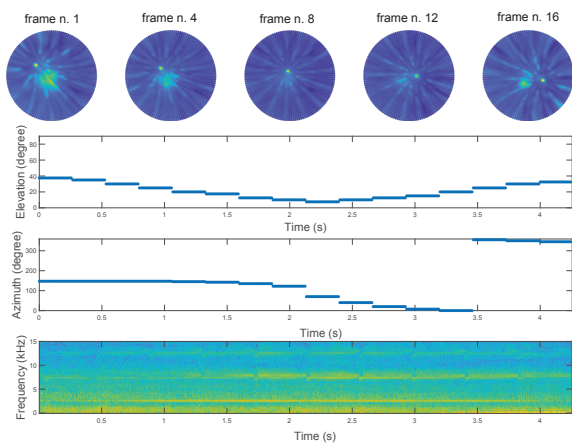 frame n. 1 frame n. 4 frame n. 8 frame n. 12 frame n. 16
Elevation (degree)
80
60
40
20
0
0 0.5 1 1.5 2 2.5 3 3.5 4
Time (s)
Azimuth (degree)
300
200
100
0
0 0.5 1 1.5 2 2.5 3 3.5 4
Time (s)
Frequency (kHz)
15
10
5
0
0 0.5 1 1.5 2 2.5 3 3.5 4
Time (s)